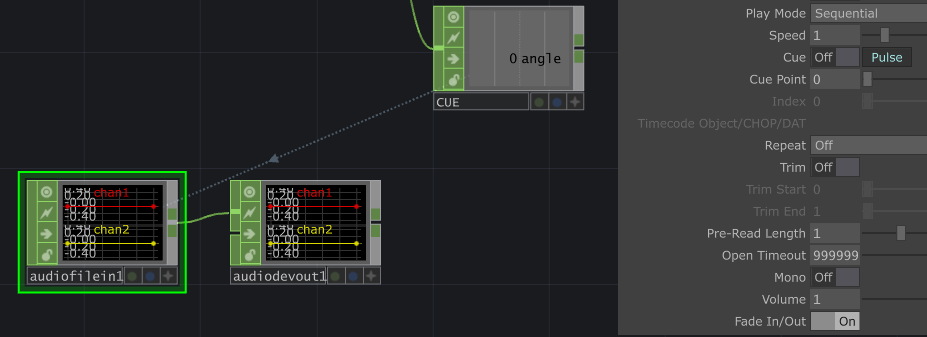 0 angle
CUE
0.20
-0.00
-0.20
-0.40
chan1
0.20
-0.00
-0.20
-0.40
chan2
audiofilein1
0.20
-0.00
-0.20
-0.40
chan1
0.20
-0.00
-0.20
-0.40
chan2
audiodevout1
Play Mode Sequential
Speed 1
Cue Off Pulse
Cue Point 0
Index 0
Timecode Object/CHOP/DAT
Repeat Off
Trim Off
Trim Start 0
Trim End 1
Pre-Read Length 1
Open Timeout 999999
Mono Off
Volume 1
Fade In/Out On